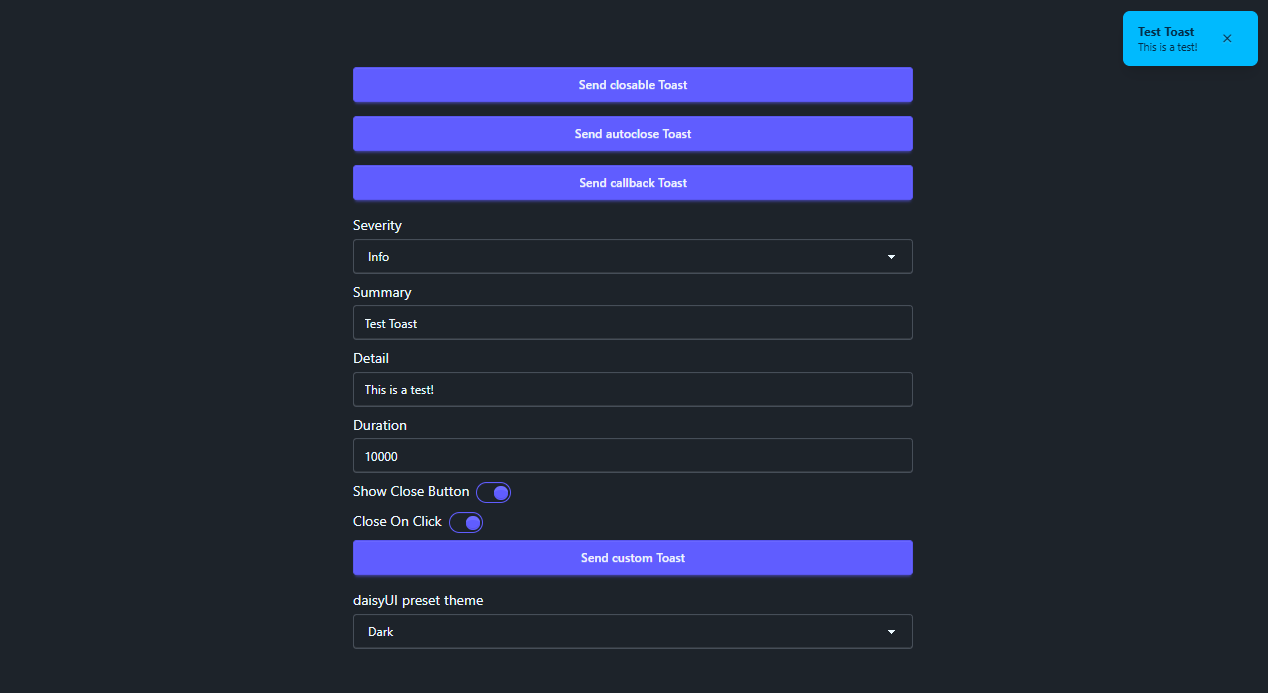 Test Toast
This is a test!
Send closable Toast
Send autoclose Toast
Send callback Toast
Severity
Info
Summary
Test Toast
Detail
This is a test!
Duration
10000
Show Close Button
Close On Click
Send custom Toast
daisyUI preset theme
Dark